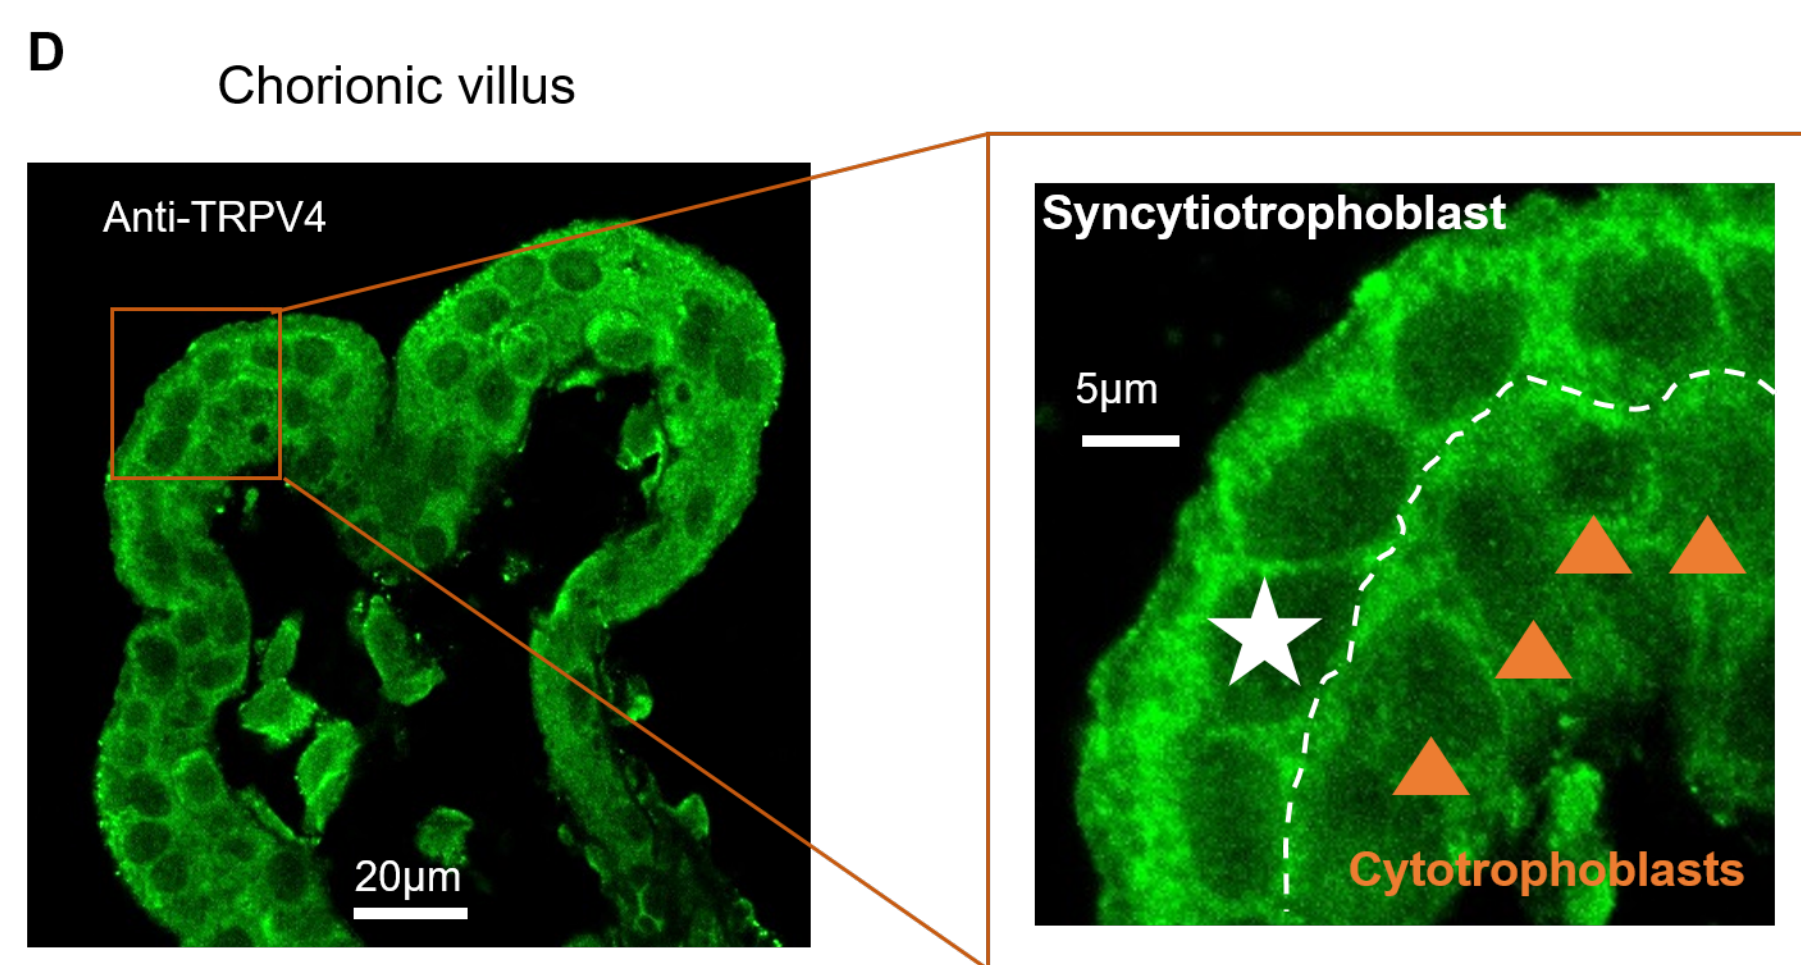 D
Chorionic villus
Anti-TRPV4
20µm
Syncytiotrophoblast
5µm
Cytotrophoblasts